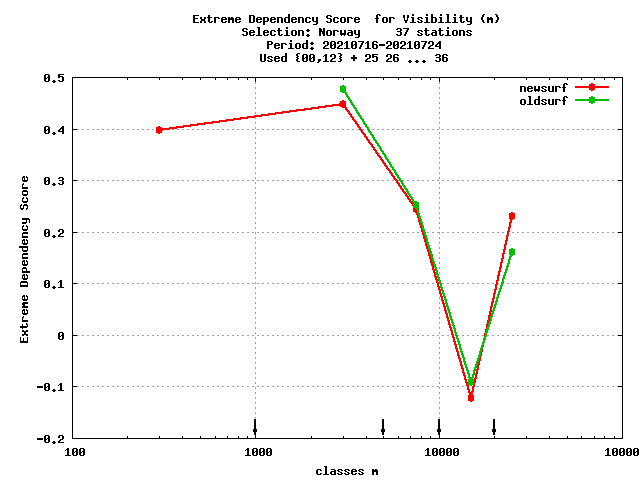 Extreme Dependency Score  for Visibility (m)
Selection: Norway     37 stations
Period: 20210716-20210724
Used {00,12} + 25 26 ... 36
newsurf
oldsurf
0.5
0.4
0.3
0.2
0.1
0
-0.1
-0.2
Extreme Dependency Score
100
1000
10000
10000
classes m